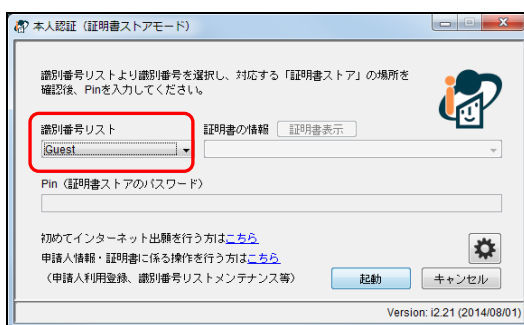 本人認証（証明書ストアモード）
識別番号リストより識別番号を選択し、対応する「証明書ストア」の場所を
確認後、Pinを入力してください。
識別番号リスト 証明書の情報 証明書表示
Guest
Pin（証明書ストアのパスワード）
初めてインターネット出願を行う方はこちら
申請人情報・証明書に係る操作を行う方はこちら
（申請人利用登録、識別番号リストメンテナンス等） 起動 キャンセル
Version: i2.21 (2014/08/01)